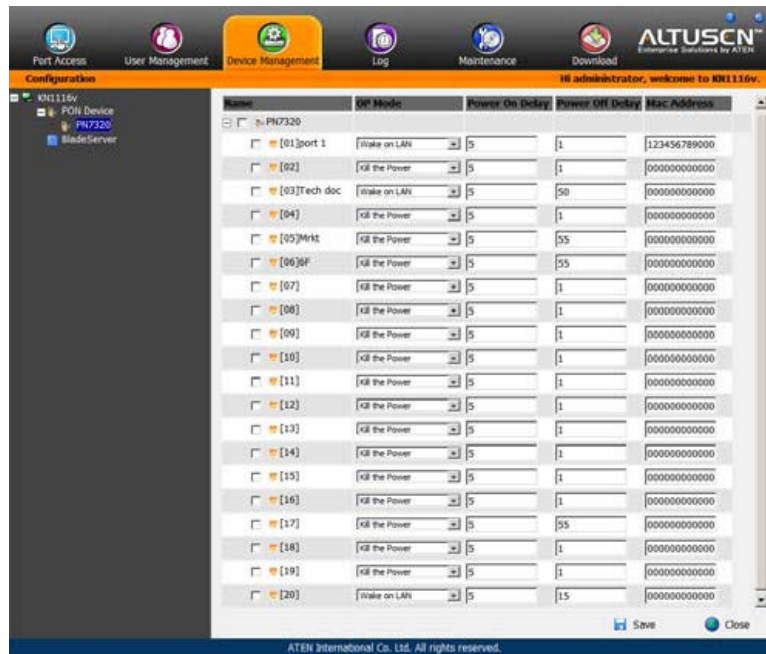 ALTUSCN™
Enterprise Solutions by ATEN
Port Access User Management Device Management Log Maintenance Download
Configuration Hi administrator, welcome to KN1116v.
KN1116v
PON Device
PN7320
BladeServer
Name OP Mode Power On Delay Power Off Delay Mac Address
PN7320
[01]port 1 Wake on LAN 5 1 123456789000
[02] Kill the Power 5 1 000000000000
[03]Tech doc Wake on LAN 5 50 000000000000
[04] Kill the Power 5 1 000000000000
[05]Mrkt Kill the Power 5 55 000000000000
[06]6F Kill the Power 5 55 000000000000
[07] Kill the Power 5 1 000000000000
[08] Kill the Power 5 1 000000000000
[09] Kill the Power 5 1 000000000000
[10] Kill the Power 5 1 000000000000
[11] Kill the Power 5 1 000000000000
[12] Kill the Power 5 1 000000000000
[13] Kill the Power 5 1 000000000000
[14] Kill the Power 5 1 000000000000
[15] Kill the Power 5 1 000000000000
[16] Kill the Power 5 1 000000000000
[17] Kill the Power 5 55 000000000000
[18] Kill the Power 5 1 000000000000
[19] Kill the Power 5 1 000000000000
[20] Wake on LAN 5 15 000000000000
Save Close
ATEN International Co. Ltd. All rights reserved.